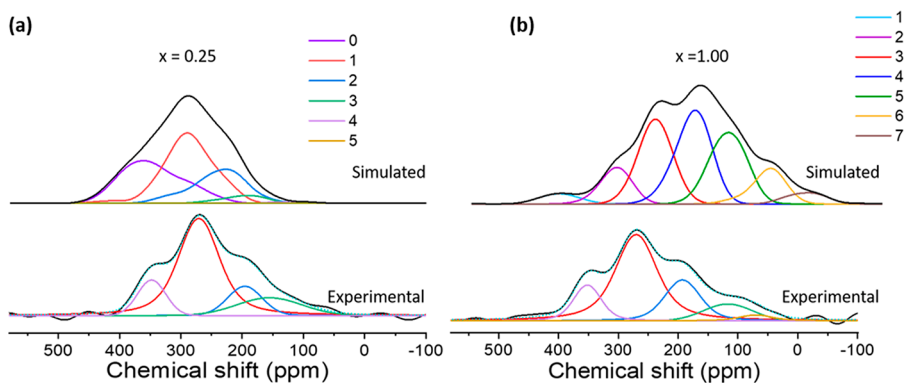 (a)
x = 0.25
0
1
2
3
4
5
Simulated
Experimental
500 400 300 200 100 0 -100
Chemical shift (ppm)
(b)
x =1.00
1
2
3
4
5
6
7
Simulated
Experimental
500 400 300 200 100 0 -100
Chemical shift (ppm)